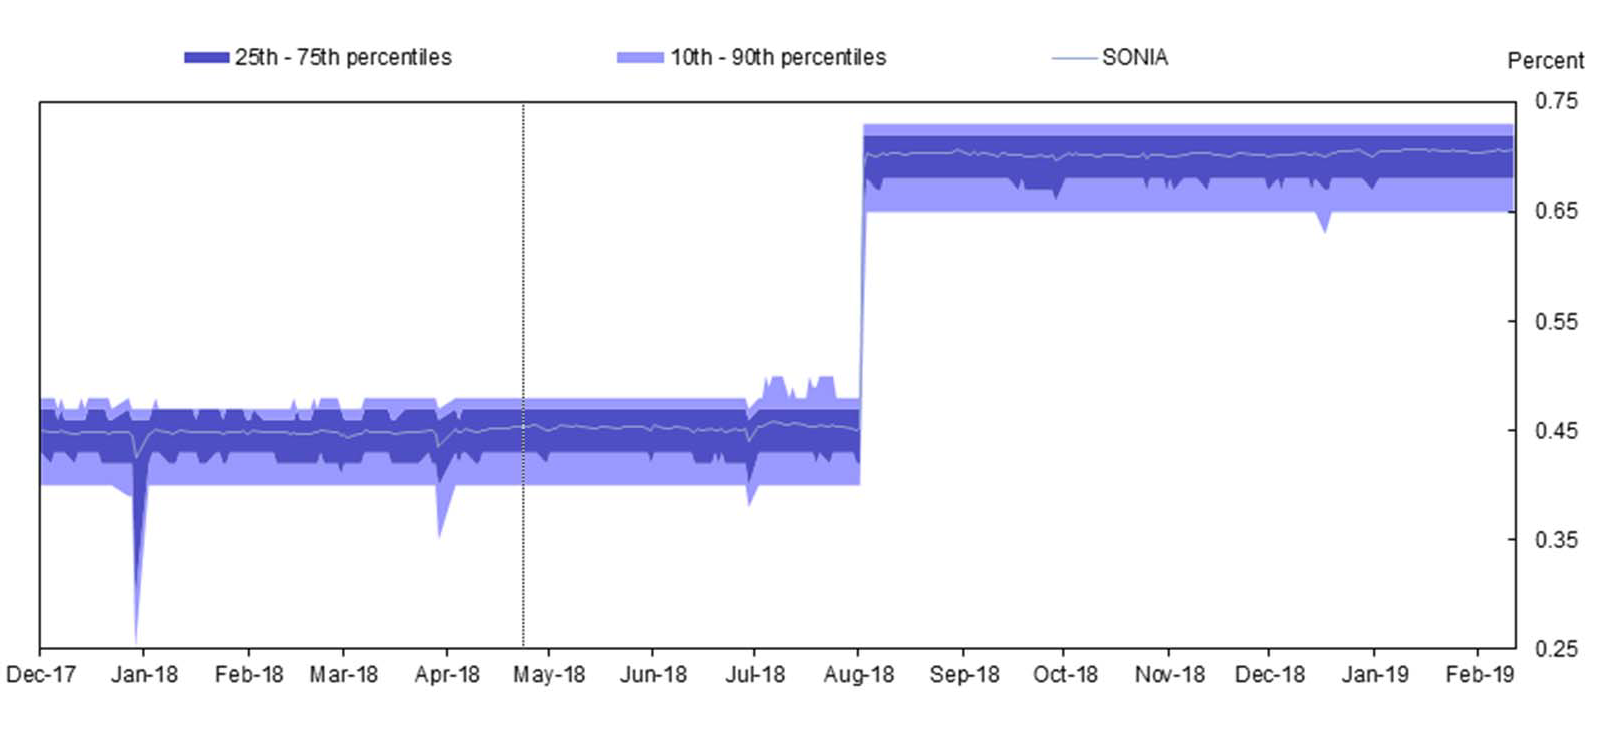 25th - 75th percentiles 10th - 90th percentiles SONIA
Percent
0.75
0.65
0.55
0.45
0.35
0.25
Dec-17 Jan-18 Feb-18 Mar-18 Apr-18 May-18 Jun-18 Jul-18 Aug-18 Sep-18 Oct-18 Nov-18 Dec-18 Jan-19 Feb-19